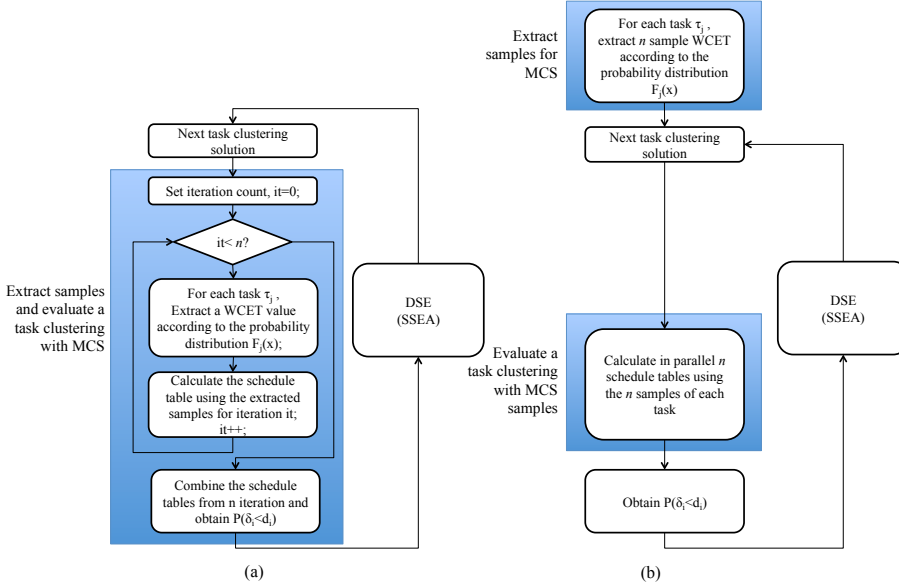 Next task clustering
solution
Set iteration count, it=0;
it< n?
Extract samples
and evaluate a
task clustering
with MCS
For each task τj ,
Extract a WCET value
according to the probability
distribution Fj(x);
Calculate the schedule
table using the extracted
samples for iteration it;
it++;
Combine the schedule
tables from n iteration and
obtain P(δi<di)
DSE
(SSEA)
(a)
Extract
samples for
MCS
For each task τj ,
extract n sample WCET
according to the
probability distribution
Fj(x)
Next task clustering
solution
Evaluate a
task clustering
with MCS
samples
Calculate in parallel n
schedule tables using
the n samples of each
task
Obtain P(δi<di)
DSE
(SSEA)
(b)